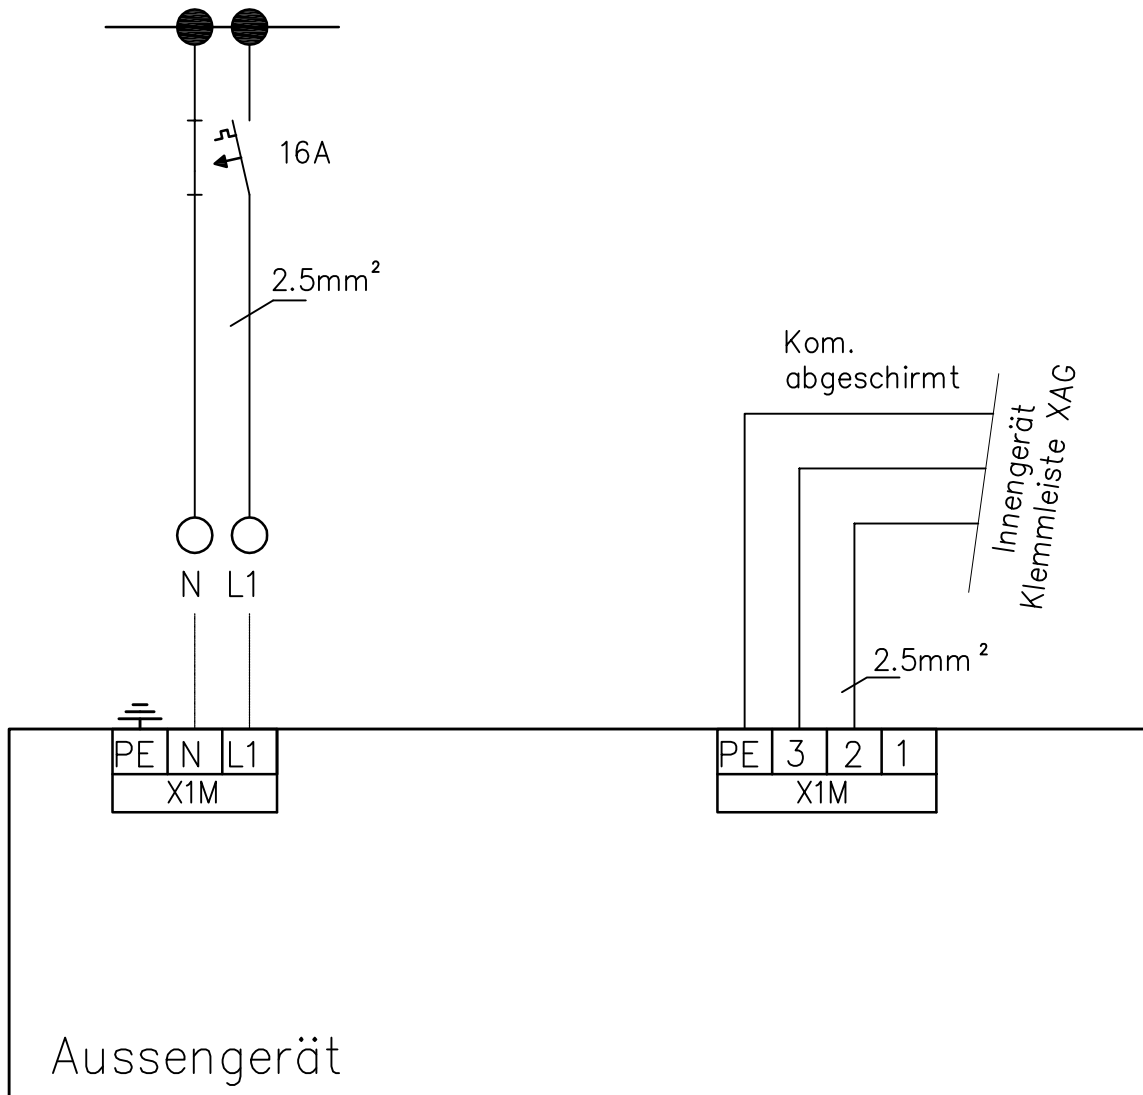 16A
2.5mm²
Kom.
abgeschirmt
Innengerät
Klemmleiste XAG
N L1
2.5mm²
PE N L1
X1M
PE 3 2 1
X1M
Aussengerät